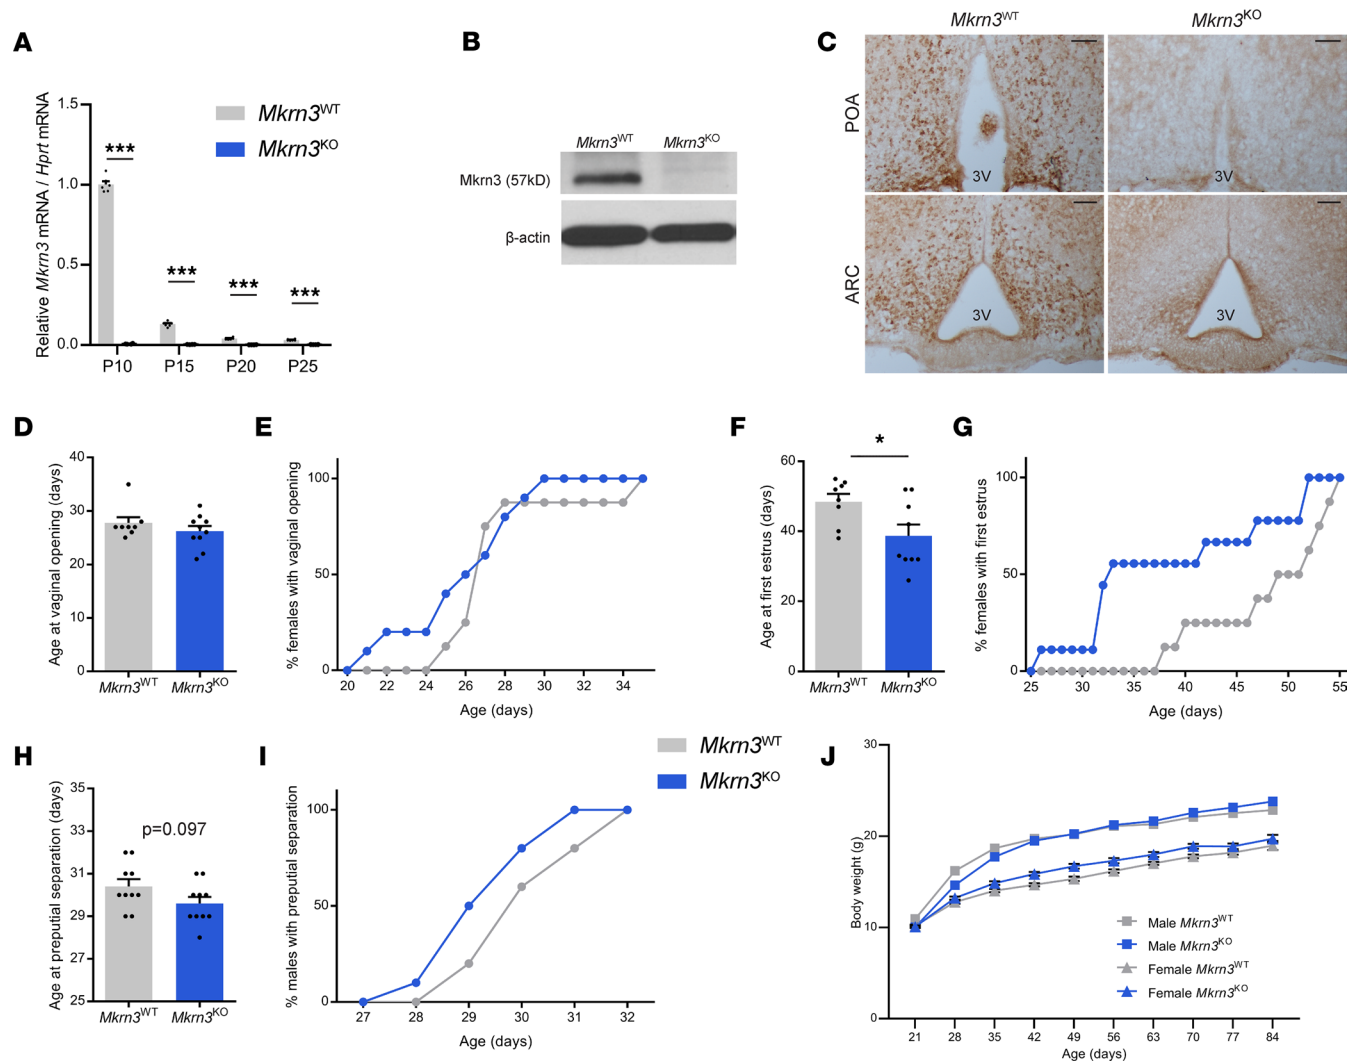 A
Relative Mkrn3 mRNA / Hprt mRNA
1.5
1.0
0.5
0.0
***
***
***
***
P10
P15
P20
P25
Mkrn3WT
Mkrn3KO
B
Mkrn3WT
Mkrn3KO
Mkrn3 (57kD)
β-actin
C
Mkrn3WT
Mkrn3KO
POA
ARC
3V
3V
3V
3V
D
Age at vaginal opening (days)
40
30
20
10
0
Mkrn3WT
Mkrn3KO
E
% females with vaginal opening
100
50
0
20 22 24 26 28 30 32 34
Age (days)
F
Age at first estrus (days)
60
40
20
0
*
Mkrn3WT
Mkrn3KO
G
% females with first estrus
100
50
0
25 30 35 40 45 50 55
Age (days)
H
Age at preputial separation (days)
35
33
31
29
27
25
p=0.097
Mkrn3WT
Mkrn3KO
I
% males with preputial separation
100
50
0
27 28 29 30 31 32
Age (days)
Mkrn3WT
Mkrn3KO
J
Body weight (g)
30
20
10
0
21 28 35 42 49 56 63 70 77 84
Age (days)
Male Mkrn3WT
Male Mkrn3KO
Female Mkrn3WT
Female Mkrn3KO